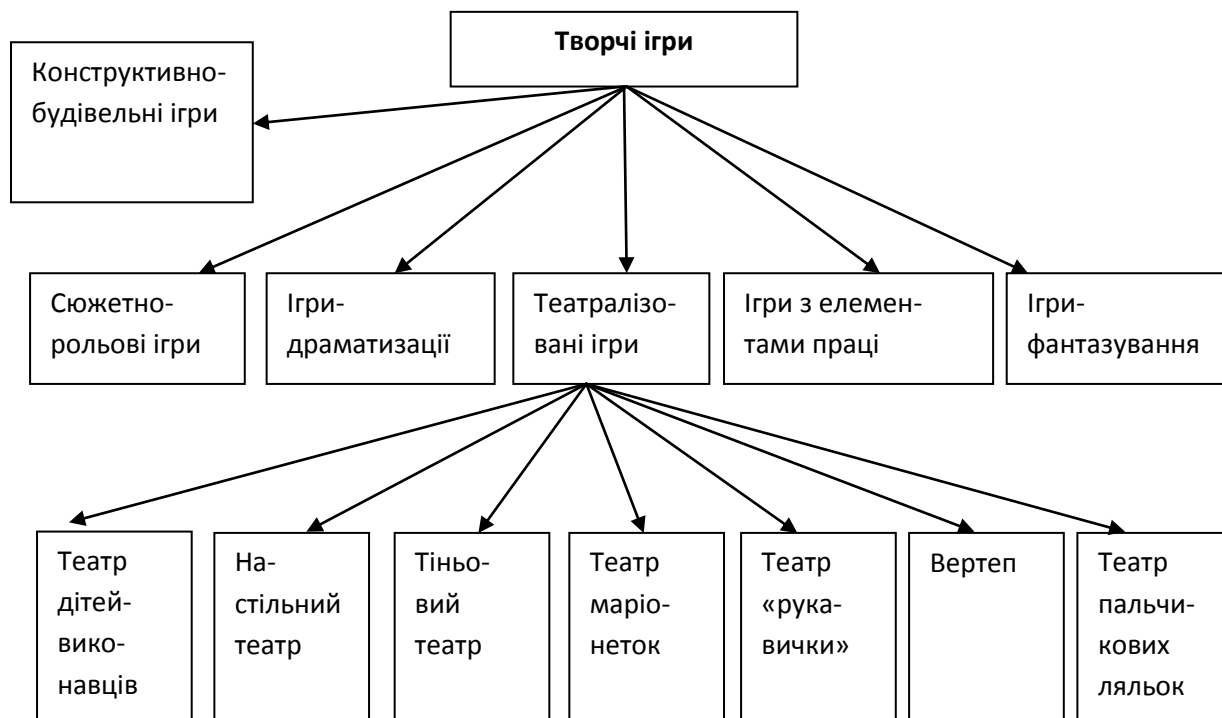 Творчі ігри
Конструктивно-
будівельні ігри
Сюжетно-
рольові ігри
Ігри-
драматизації
Театралізо-
вані ігри
Ігри з елемен-
тами праці
Ігри-
фантазування
Театр
дітей-
вико-
навців
На-
стільний
театр
Тіньо-
вий
театр
Театр
маріо-
неток
Театр
«рука-
вички»
Вертеп
Театр
пальчи-
кових
ляльок